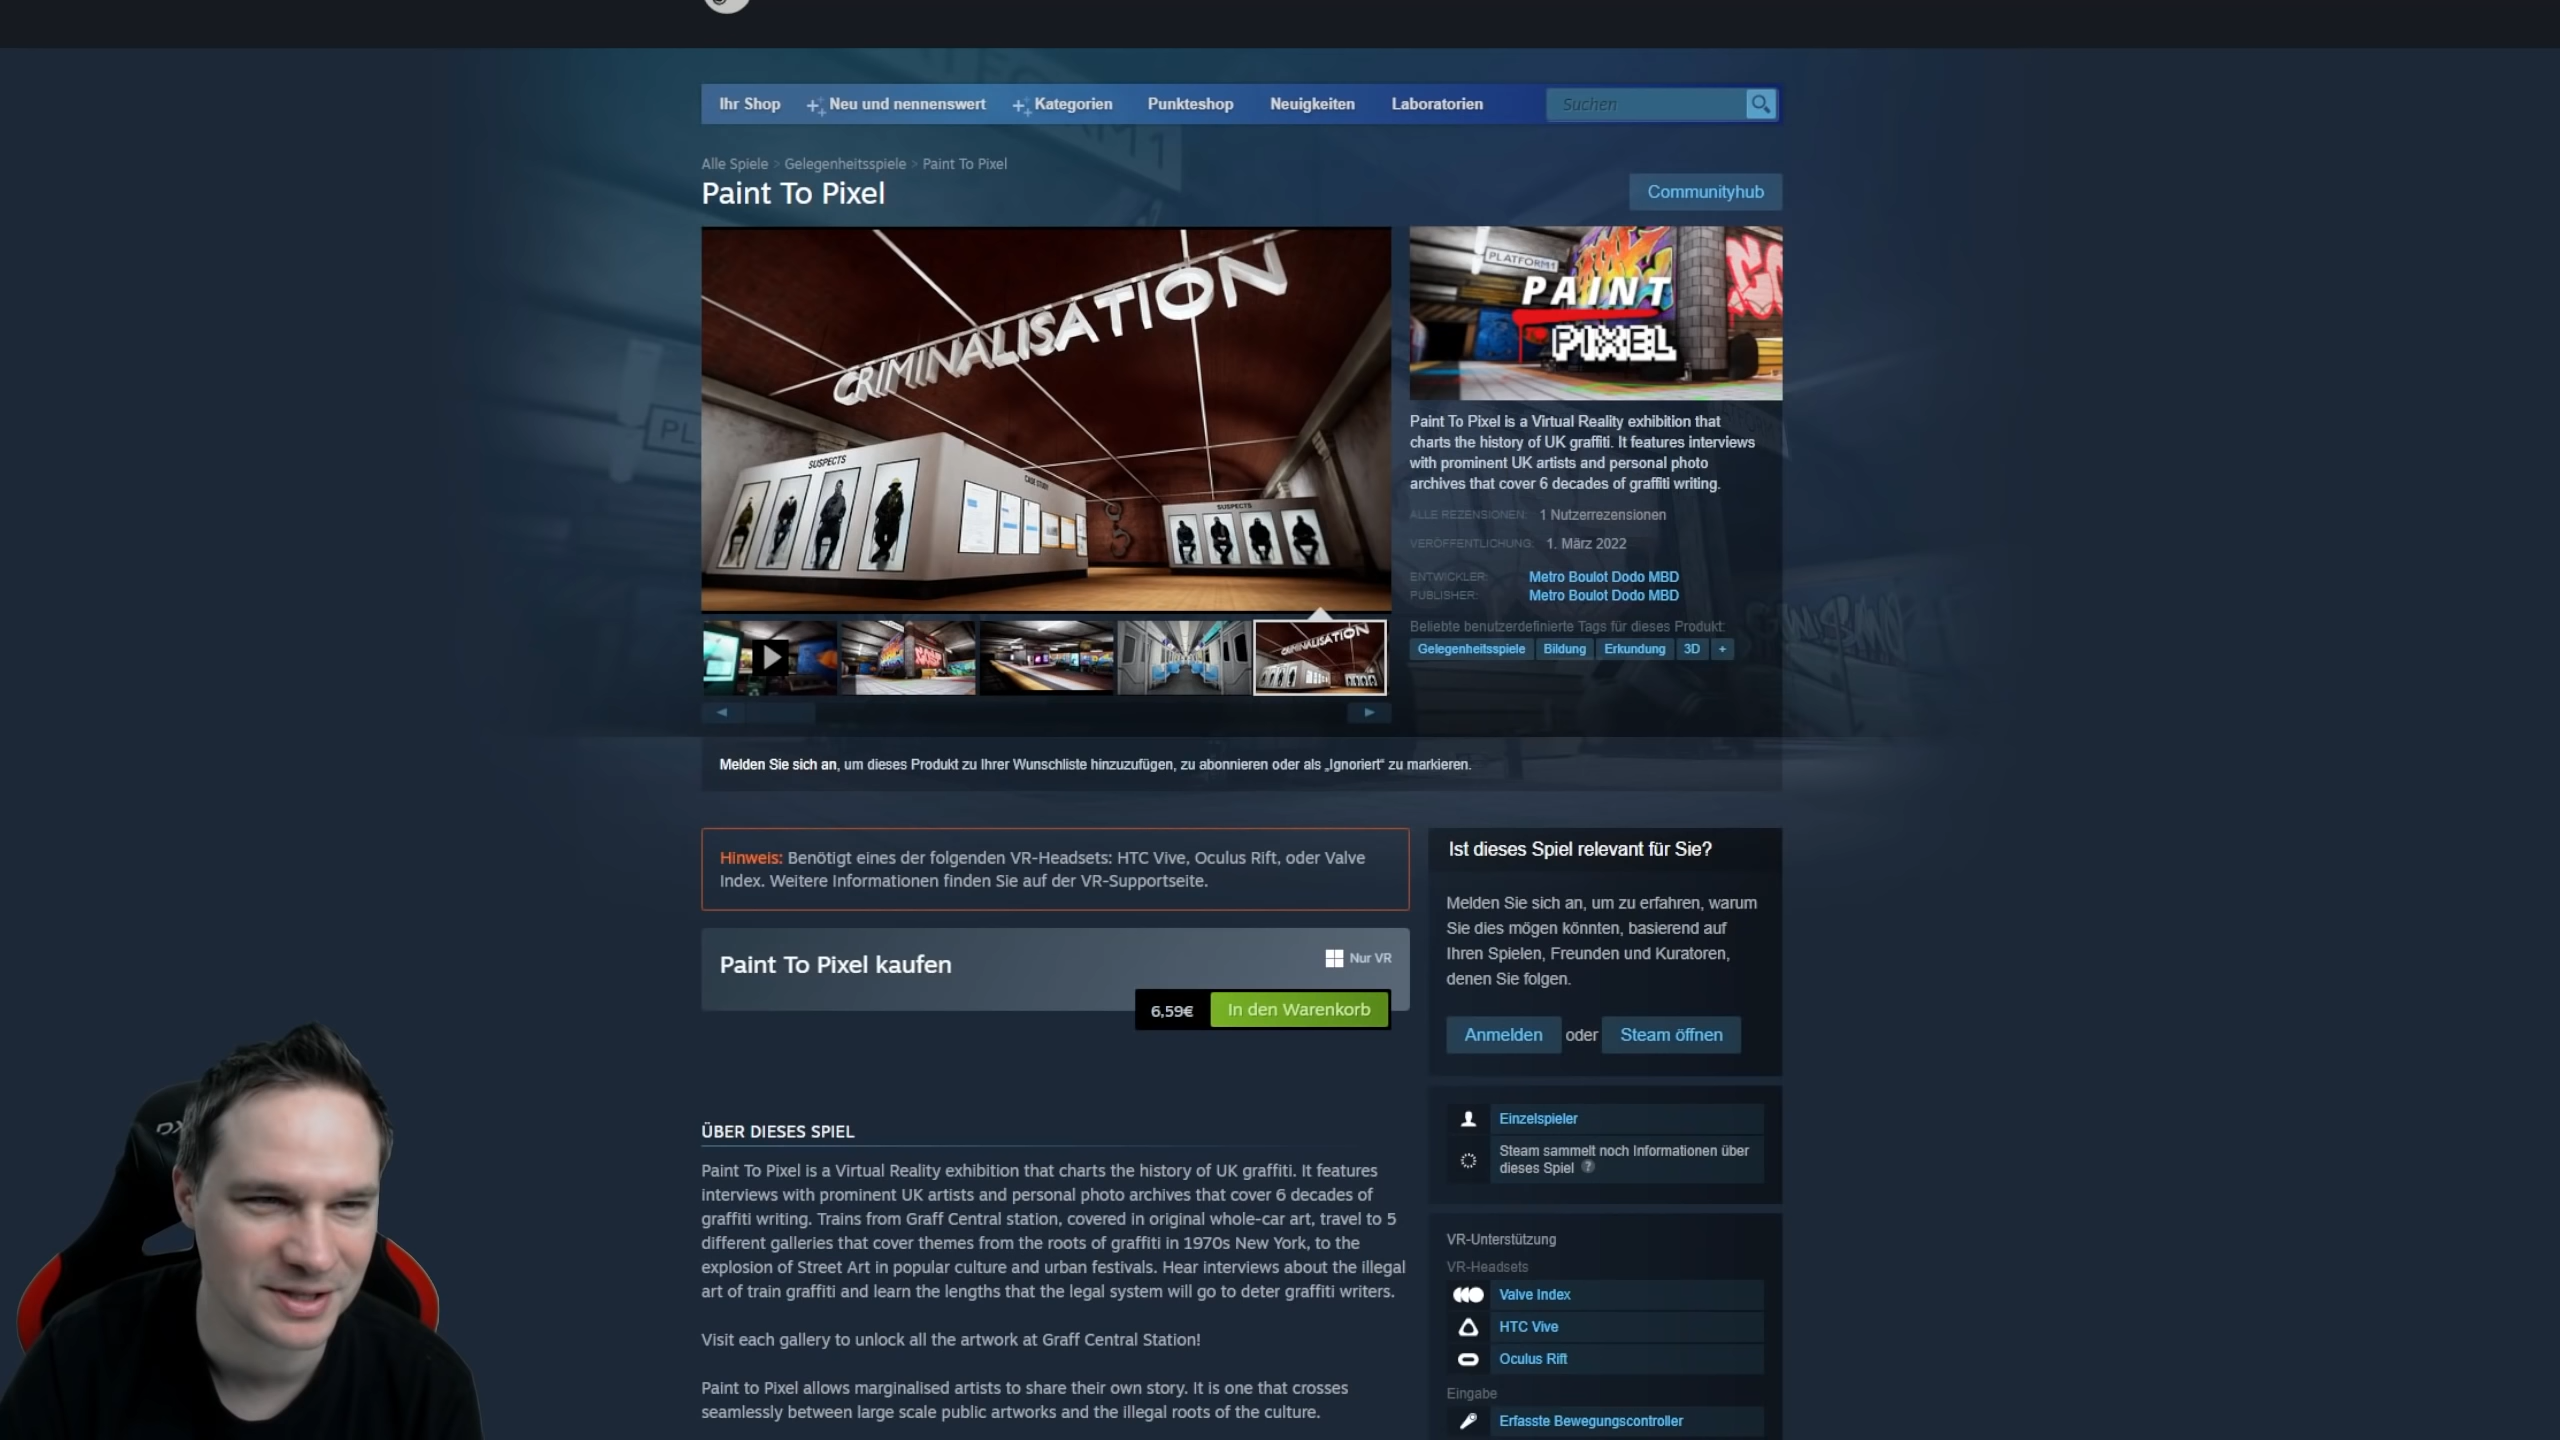 Ihr Shop
Neu und nennenswert
Kategorien
Punkteshop
Neuigkeiten
Laboratorien
Suchen
Alle Spiele > Gelegenheitsspiele > Paint To Pixel
Paint To Pixel
Communityhub
CRIMINALISATION
SUSPECTS
CASE STUDY
SUSPECTS
PLATFORM1
PAINT
PIXEL
Paint To Pixel is a Virtual Reality exhibition that
charts the history of UK graffiti. It features interviews
with prominent UK artists and personal photo
archives that cover 6 decades of graffiti writing.
ALLE REZENSIONEN: 1 Nutzerrezensionen
VERÖFFENTLICHUNG: 1. März 2022
ENTWICKLER: Metro Boulot Dodo MBD
PUBLISHER: Metro Boulot Dodo MBD
Beliebte benutzerdefinierte Tags für dieses Produkt:
Gelegenheitsspiele Bildung Erkundung 3D +
CRIMINALISATION
Melden Sie sich an, um dieses Produkt zu Ihrer Wunschliste hinzuzufügen, zu abonnieren oder als „Ignoriert“ zu markieren.
Hinweis: Benötigt eines der folgenden VR-Headsets: HTC Vive, Oculus Rift, oder Valve
Index. Weitere Informationen finden Sie auf der VR-Supportseite.
Paint To Pixel kaufen
Nur VR
6,59€
In den Warenkorb
ÜBER DIESES SPIEL
Paint To Pixel is a Virtual Reality exhibition that charts the history of UK graffiti. It features
interviews with prominent UK artists and personal photo archives that cover 6 decades of
graffiti writing. Trains from Graff Central station, covered in original whole-car art, travel to 5
different galleries that cover themes from the roots of graffiti in 1970s New York, to the
explosion of Street Art in popular culture and urban festivals. Hear interviews about the illegal
art of train graffiti and learn the lengths that the legal system will go to deter graffiti writers.
Visit each gallery to unlock all the artwork at Graff Central Station!
Paint to Pixel allows marginalised artists to share their own story. It is one that crosses
seamlessly between large scale public artworks and the illegal roots of the culture.
Ist dieses Spiel relevant für Sie?
Melden Sie sich an, um zu erfahren, warum
Sie dies mögen könnten, basierend auf
Ihren Spielen, Freunden und Kuratoren,
denen Sie folgen.
Anmelden oder Steam öffnen
Einzelspieler
Steam sammelt noch Informationen über
dieses Spiel ?
VR-Unterstützung
VR-Headsets
Valve Index
HTC Vive
Oculus Rift
Eingabe
Erfasste Bewegungscontroller